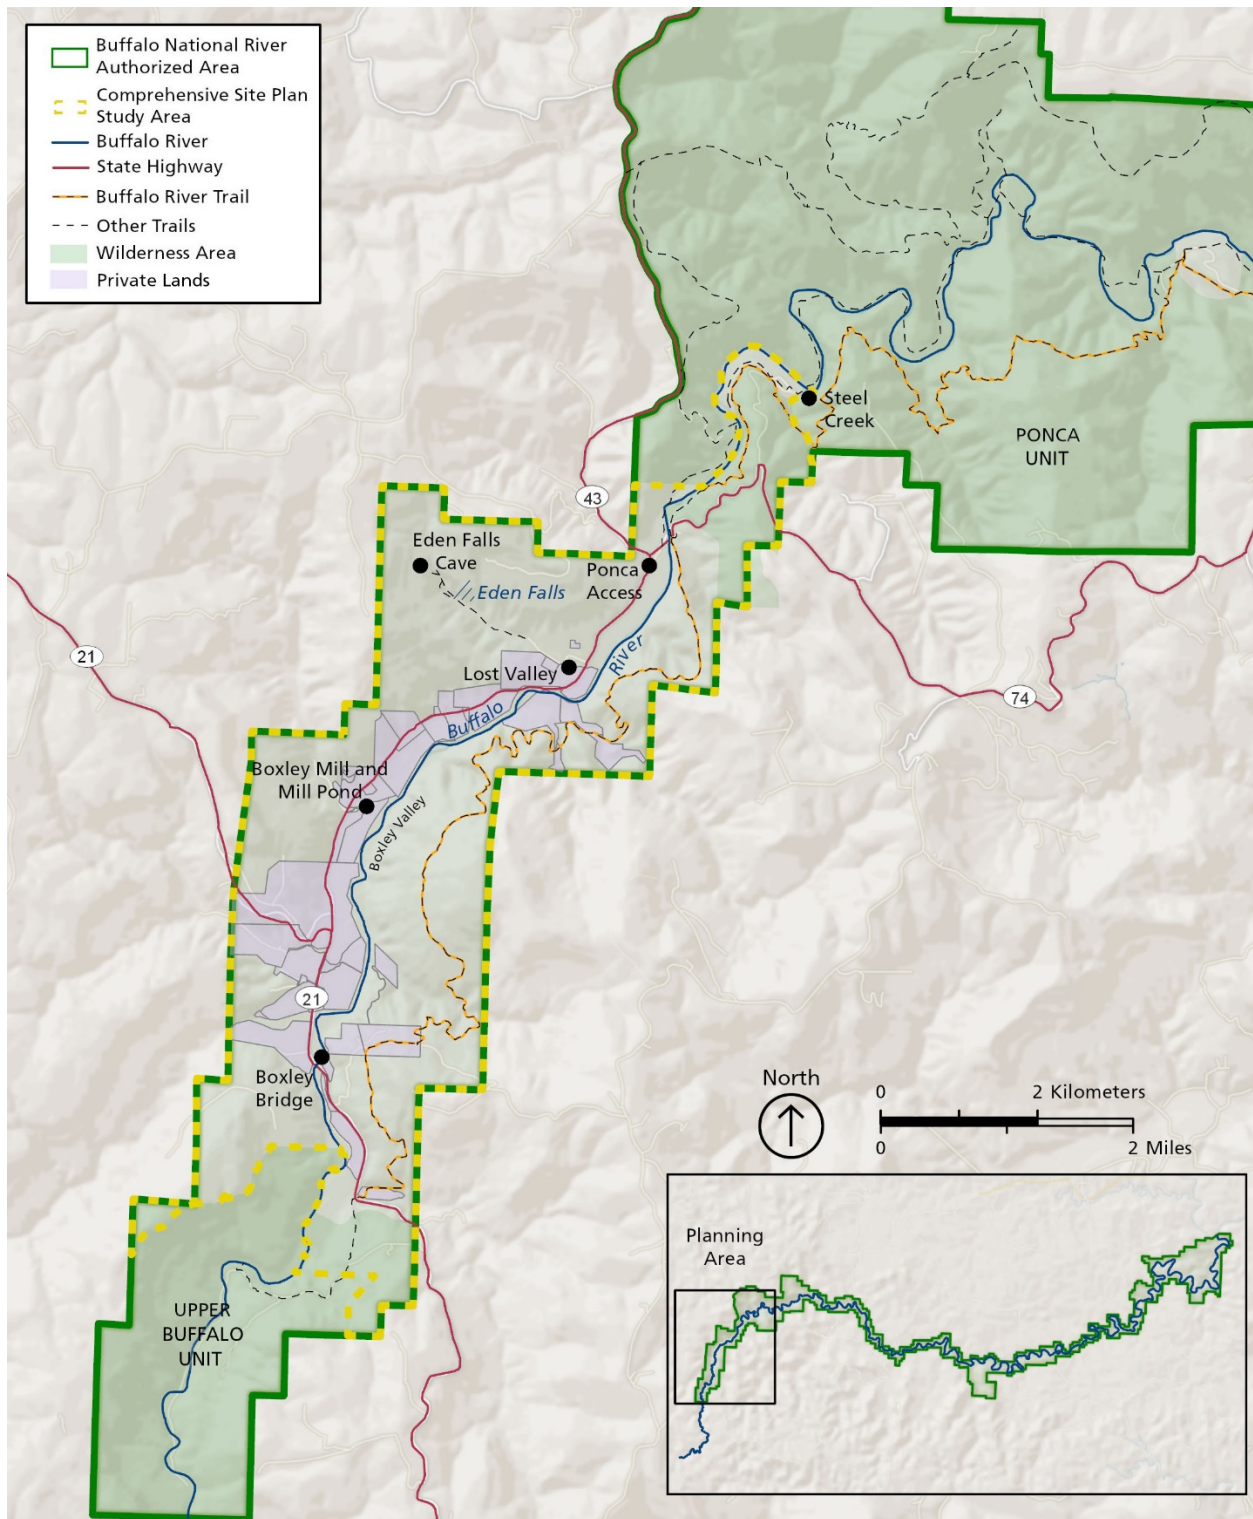 Buffalo National River
Authorized Area
Comprehensive Site Plan
Study Area
Buffalo River
State Highway
Buffalo River Trail
Other Trails
Wilderness Area
Private Lands
Steel
Creek
PONCA
UNIT
43
Eden Falls
Cave
Eden Falls
Ponca
Access
River
21
Lost Valley
74
Buffalo
Boxley Mill and
Mill Pond
Boxley Valley
21
Boxley
Bridge
North
0
2 Kilometers
0
2 Miles
Planning
Area
UPPER
BUFFALO
UNIT